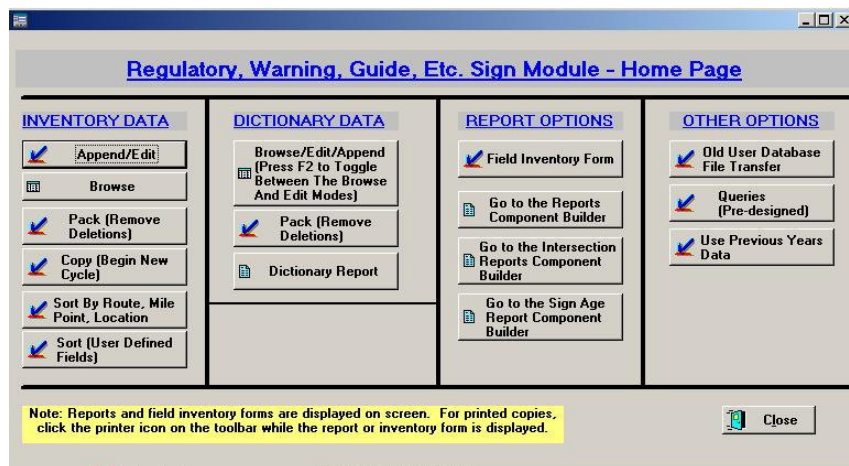 Regulatory, Warning, Guide, Etc. Sign Module - Home Page
INVENTORY DATA
Append/Edit
Browse
Pack (Remove
Deletions)
Copy (Begin New
Cycle)
Sort By Route, Mile
Point, Location
Sort (User Defined
Fields)
DICTIONARY DATA
Browse/Edit/Append
(Press F2 to Toggle
Between The Browse
And Edit Modes)
Pack (Remove
Deletions)
Dictionary Report
REPORT OPTIONS
Field Inventory Form
Go to the Reports
Component Builder
Go to the Intersection
Reports Component
Builder
Go to the Sign Age
Report Component
Builder
OTHER OPTIONS
Old User Database
File Transfer
Queries
(Pre-designed)
Use Previous Years
Data
Note: Reports and field inventory forms are displayed on screen. For printed copies,
click the printer icon on the toolbar while the report or inventory form is displayed.
Close